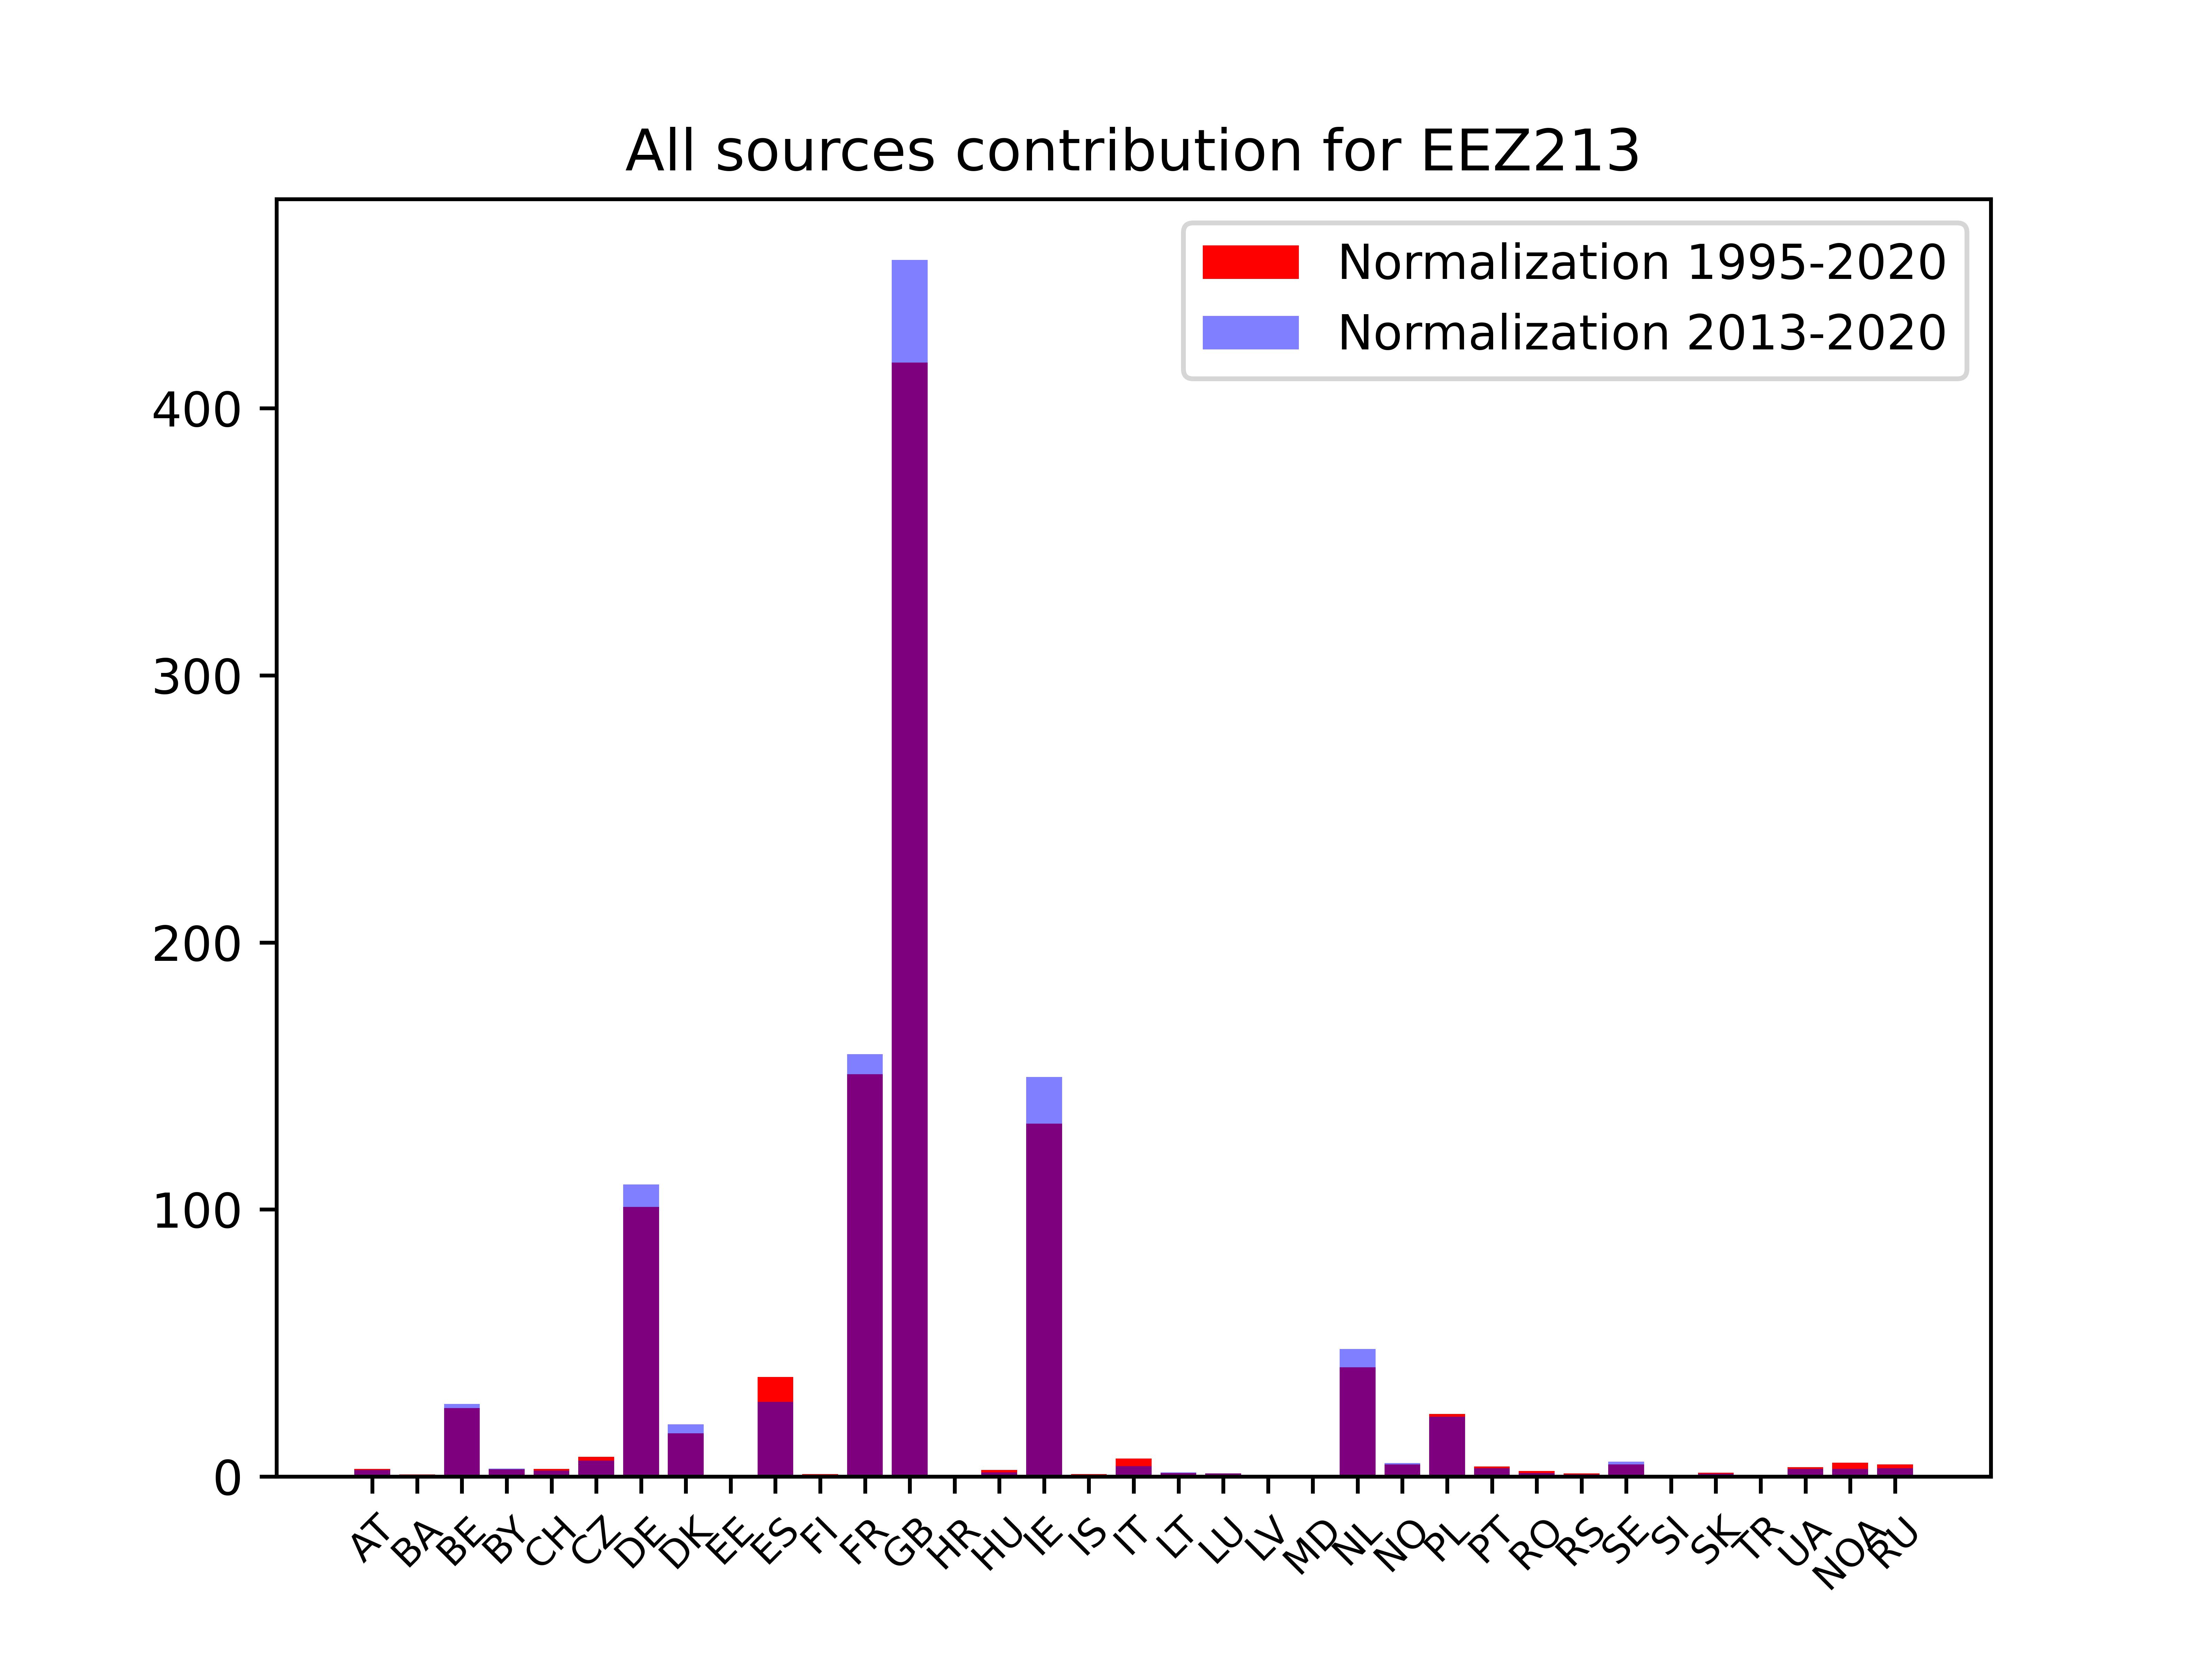 All sources contribution for EEZ213
Normalization 1995-2020
Normalization 2013-2020
400
300
200
100
0
AT BA BE BY CH CZ DE DK EE ES FI FR GB HR HU IE IS IT LT LU LV MD NL NO PL PT RO RS SE SI SK TR UA NOA RU